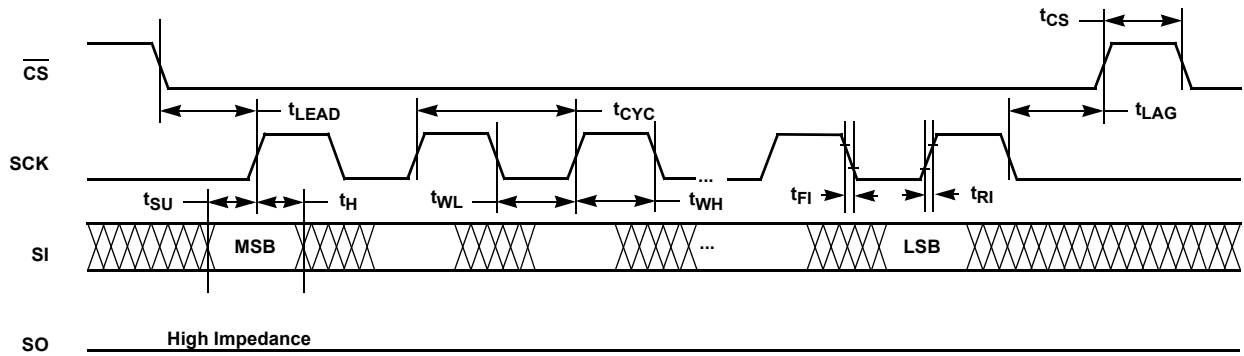 tCS
CS
tLEAD
tCYC
tLAG
SCK
...
tSU
tH
tWL
tWH
tFI
tRI
SI
MSB
...
LSB
SO
High Impedance